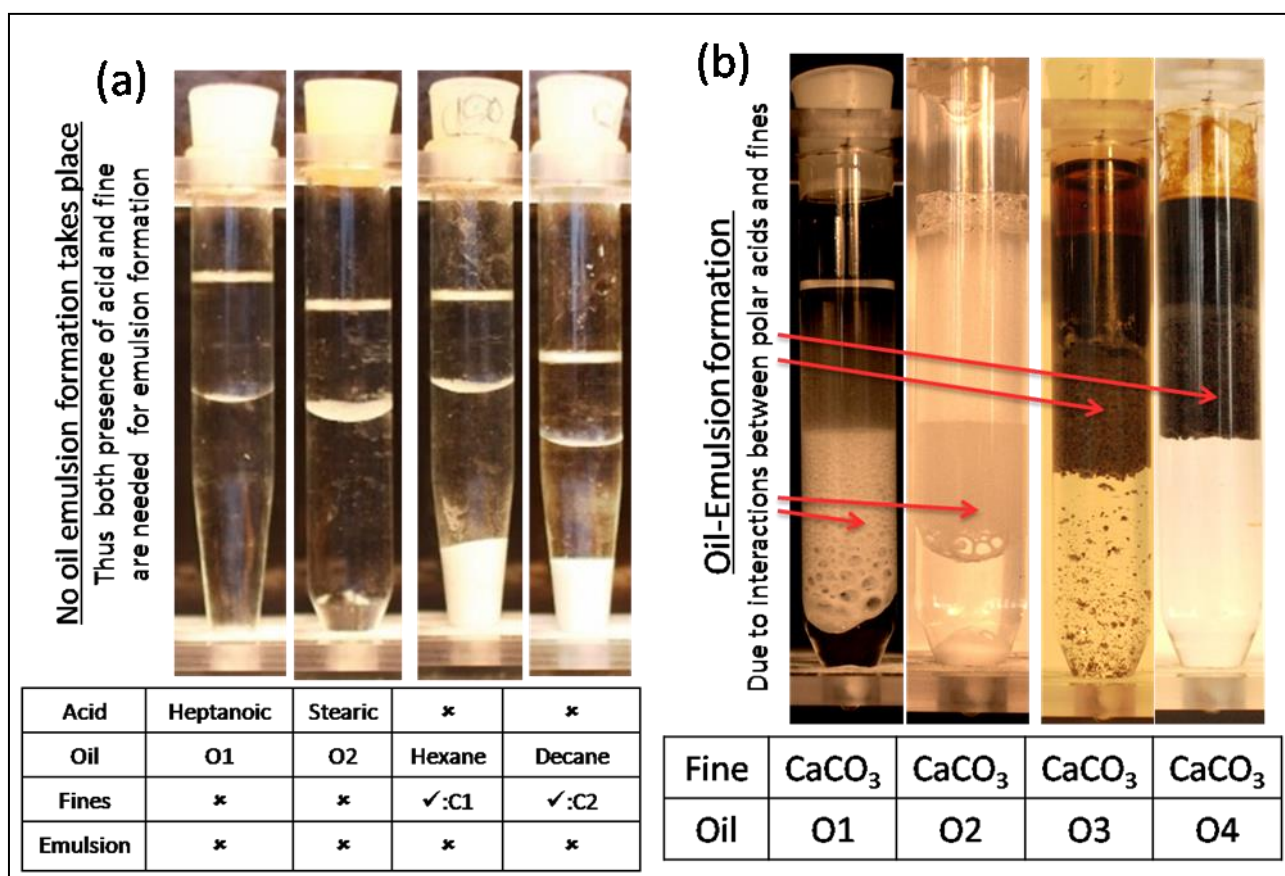 (a)
No oil emulsion formation takes place
Thus both presence of acid and fine
are needed for emulsion formation
Acid Heptanoic Stearic × ×
Oil O1 O2 Hexane Decane
Fines × × ✓:C1 ✓:C2
Emulsion × × × ×
(b)
Oil-Emulsion formation
Due to interactions between polar acids and fines
Fine CaCO₃ CaCO₃ CaCO₃ CaCO₃
Oil O1 O2 O3 O4